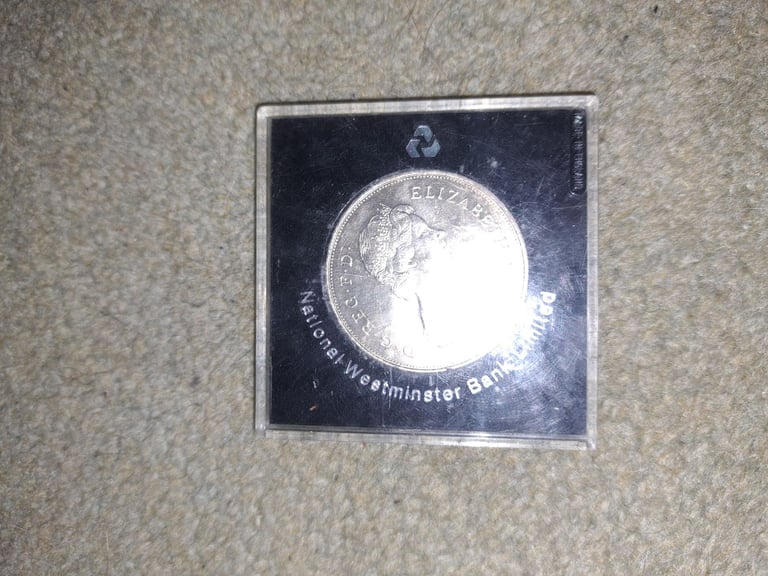 ELIZABETH
D·G·REG·F·D·
National Westminster Bank Limited
MADE IN ENGLAND